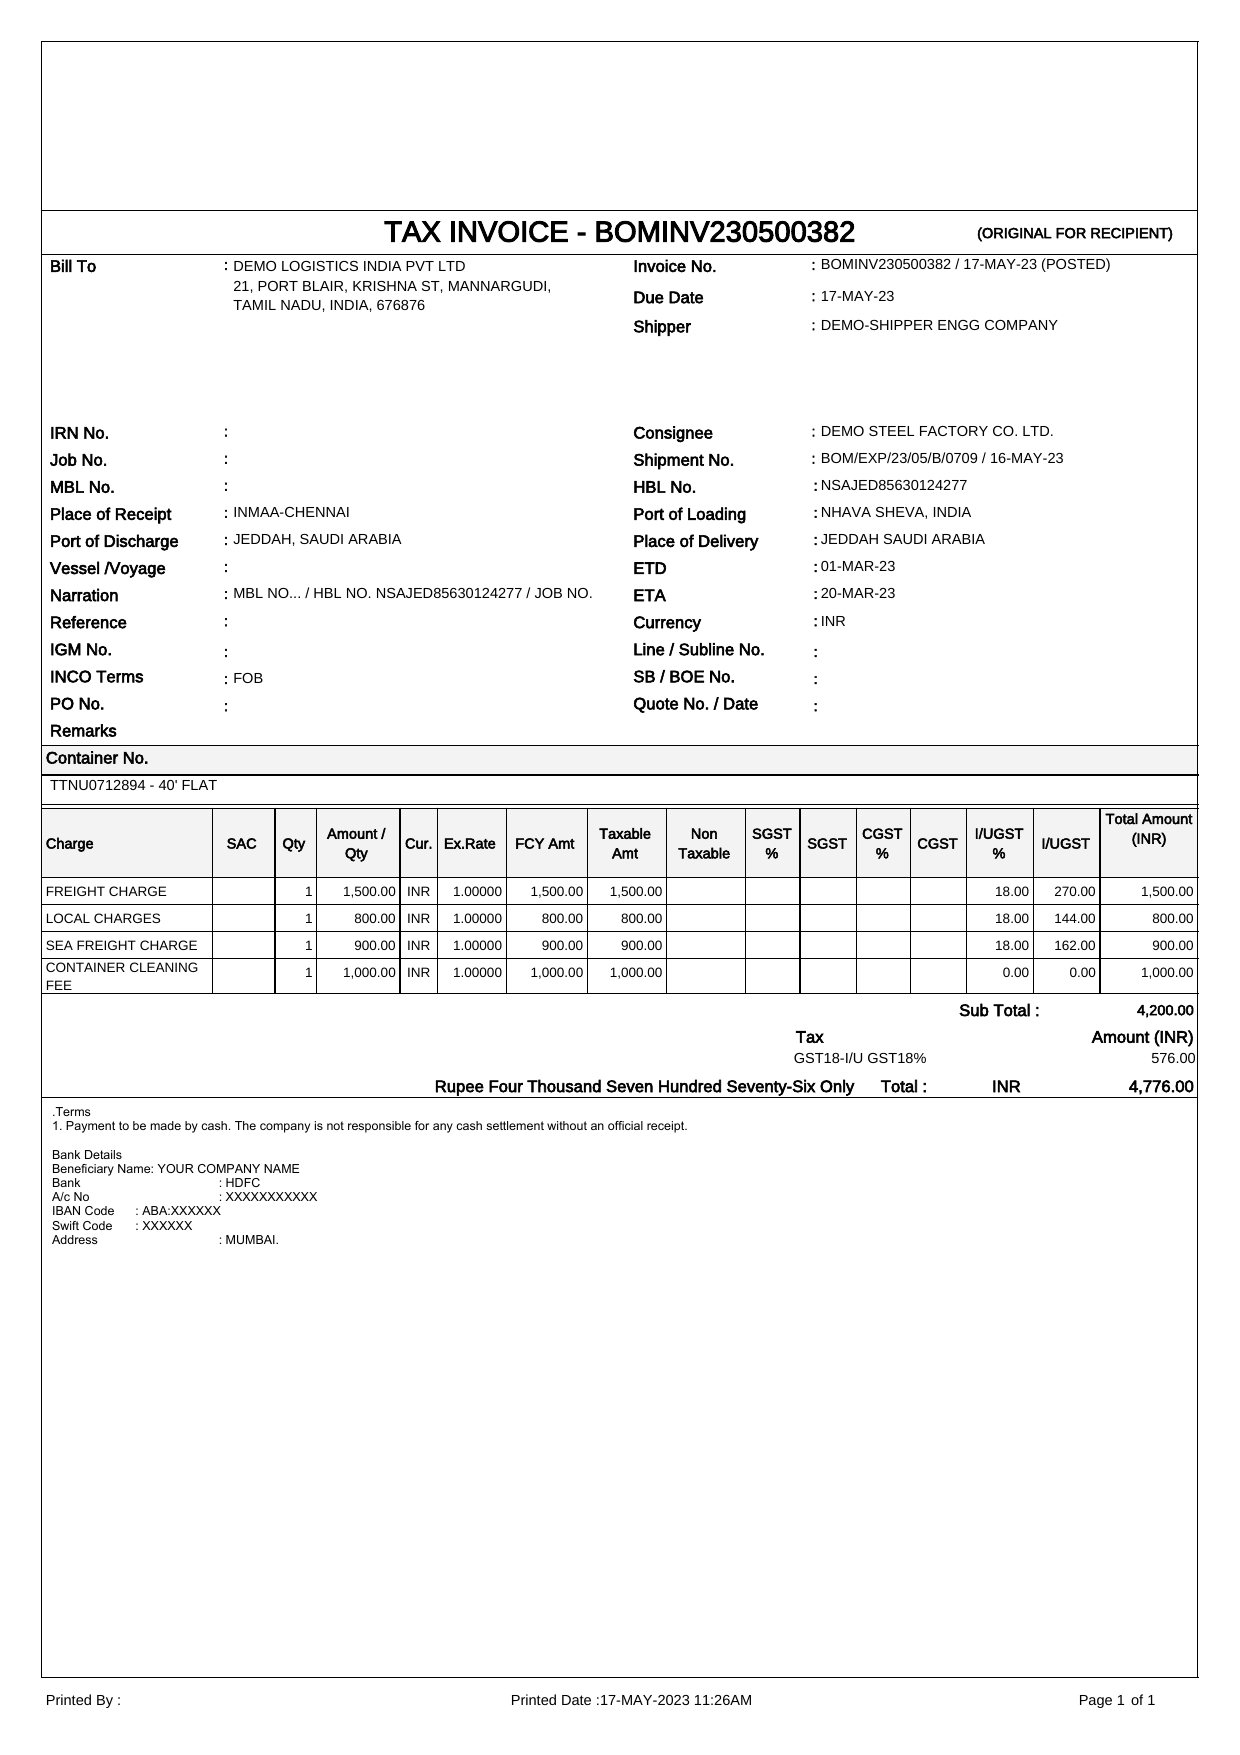 TAX INVOICE - BOMINV230500382 (ORIGINAL FOR RECIPIENT)
Bill To : DEMO LOGISTICS INDIA PVT LTD
21, PORT BLAIR, KRISHNA ST, MANNARGUDI,
TAMIL NADU, INDIA, 676876
Invoice No. : BOMINV230500382 / 17-MAY-23 (POSTED)
Due Date : 17-MAY-23
Shipper : DEMO-SHIPPER ENGG COMPANY
IRN No. : Consignee : DEMO STEEL FACTORY CO. LTD.
Job No. : Shipment No. : BOM/EXP/23/05/B/0709 / 16-MAY-23
MBL No. : HBL No. : NSAJED85630124277
Place of Receipt : INMAA-CHENNAI Port of Loading : NHAVA SHEVA, INDIA
Port of Discharge : JEDDAH, SAUDI ARABIA Place of Delivery : JEDDAH SAUDI ARABIA
Vessel /Voyage : ETD : 01-MAR-23
Narration : MBL NO... / HBL NO. NSAJED85630124277 / JOB NO. ETA : 20-MAR-23
Reference : Currency : INR
IGM No. : Line / Subline No. :
INCO Terms : FOB SB / BOE No. :
PO No. : Quote No. / Date :
Remarks
Container No.
TTNU0712894 - 40' FLAT
Charge SAC Qty Amount / Qty Cur. Ex.Rate FCY Amt Taxable Amt Non Taxable SGST % SGST CGST % CGST I/UGST % I/UGST Total Amount (INR)
FREIGHT CHARGE 1 1,500.00 INR 1.00000 1,500.00 1,500.00 18.00 270.00 1,500.00
LOCAL CHARGES 1 800.00 INR 1.00000 800.00 800.00 18.00 144.00 800.00
SEA FREIGHT CHARGE 1 900.00 INR 1.00000 900.00 900.00 18.00 162.00 900.00
CONTAINER CLEANING FEE 1 1,000.00 INR 1.00000 1,000.00 1,000.00 0.00 0.00 1,000.00
Sub Total : 4,200.00
Tax Amount (INR)
GST18-I/U GST18% 576.00
Rupee Four Thousand Seven Hundred Seventy-Six Only Total : INR 4,776.00
.Terms
1. Payment to be made by cash. The company is not responsible for any cash settlement without an official receipt.
Bank Details
Beneficiary Name: YOUR COMPANY NAME
Bank : HDFC
A/c No : XXXXXXXXXXX
IBAN Code : ABA:XXXXXX
Swift Code : XXXXXX
Address : MUMBAI.
Printed By : Printed Date :17-MAY-2023 11:26AM Page 1 of 1